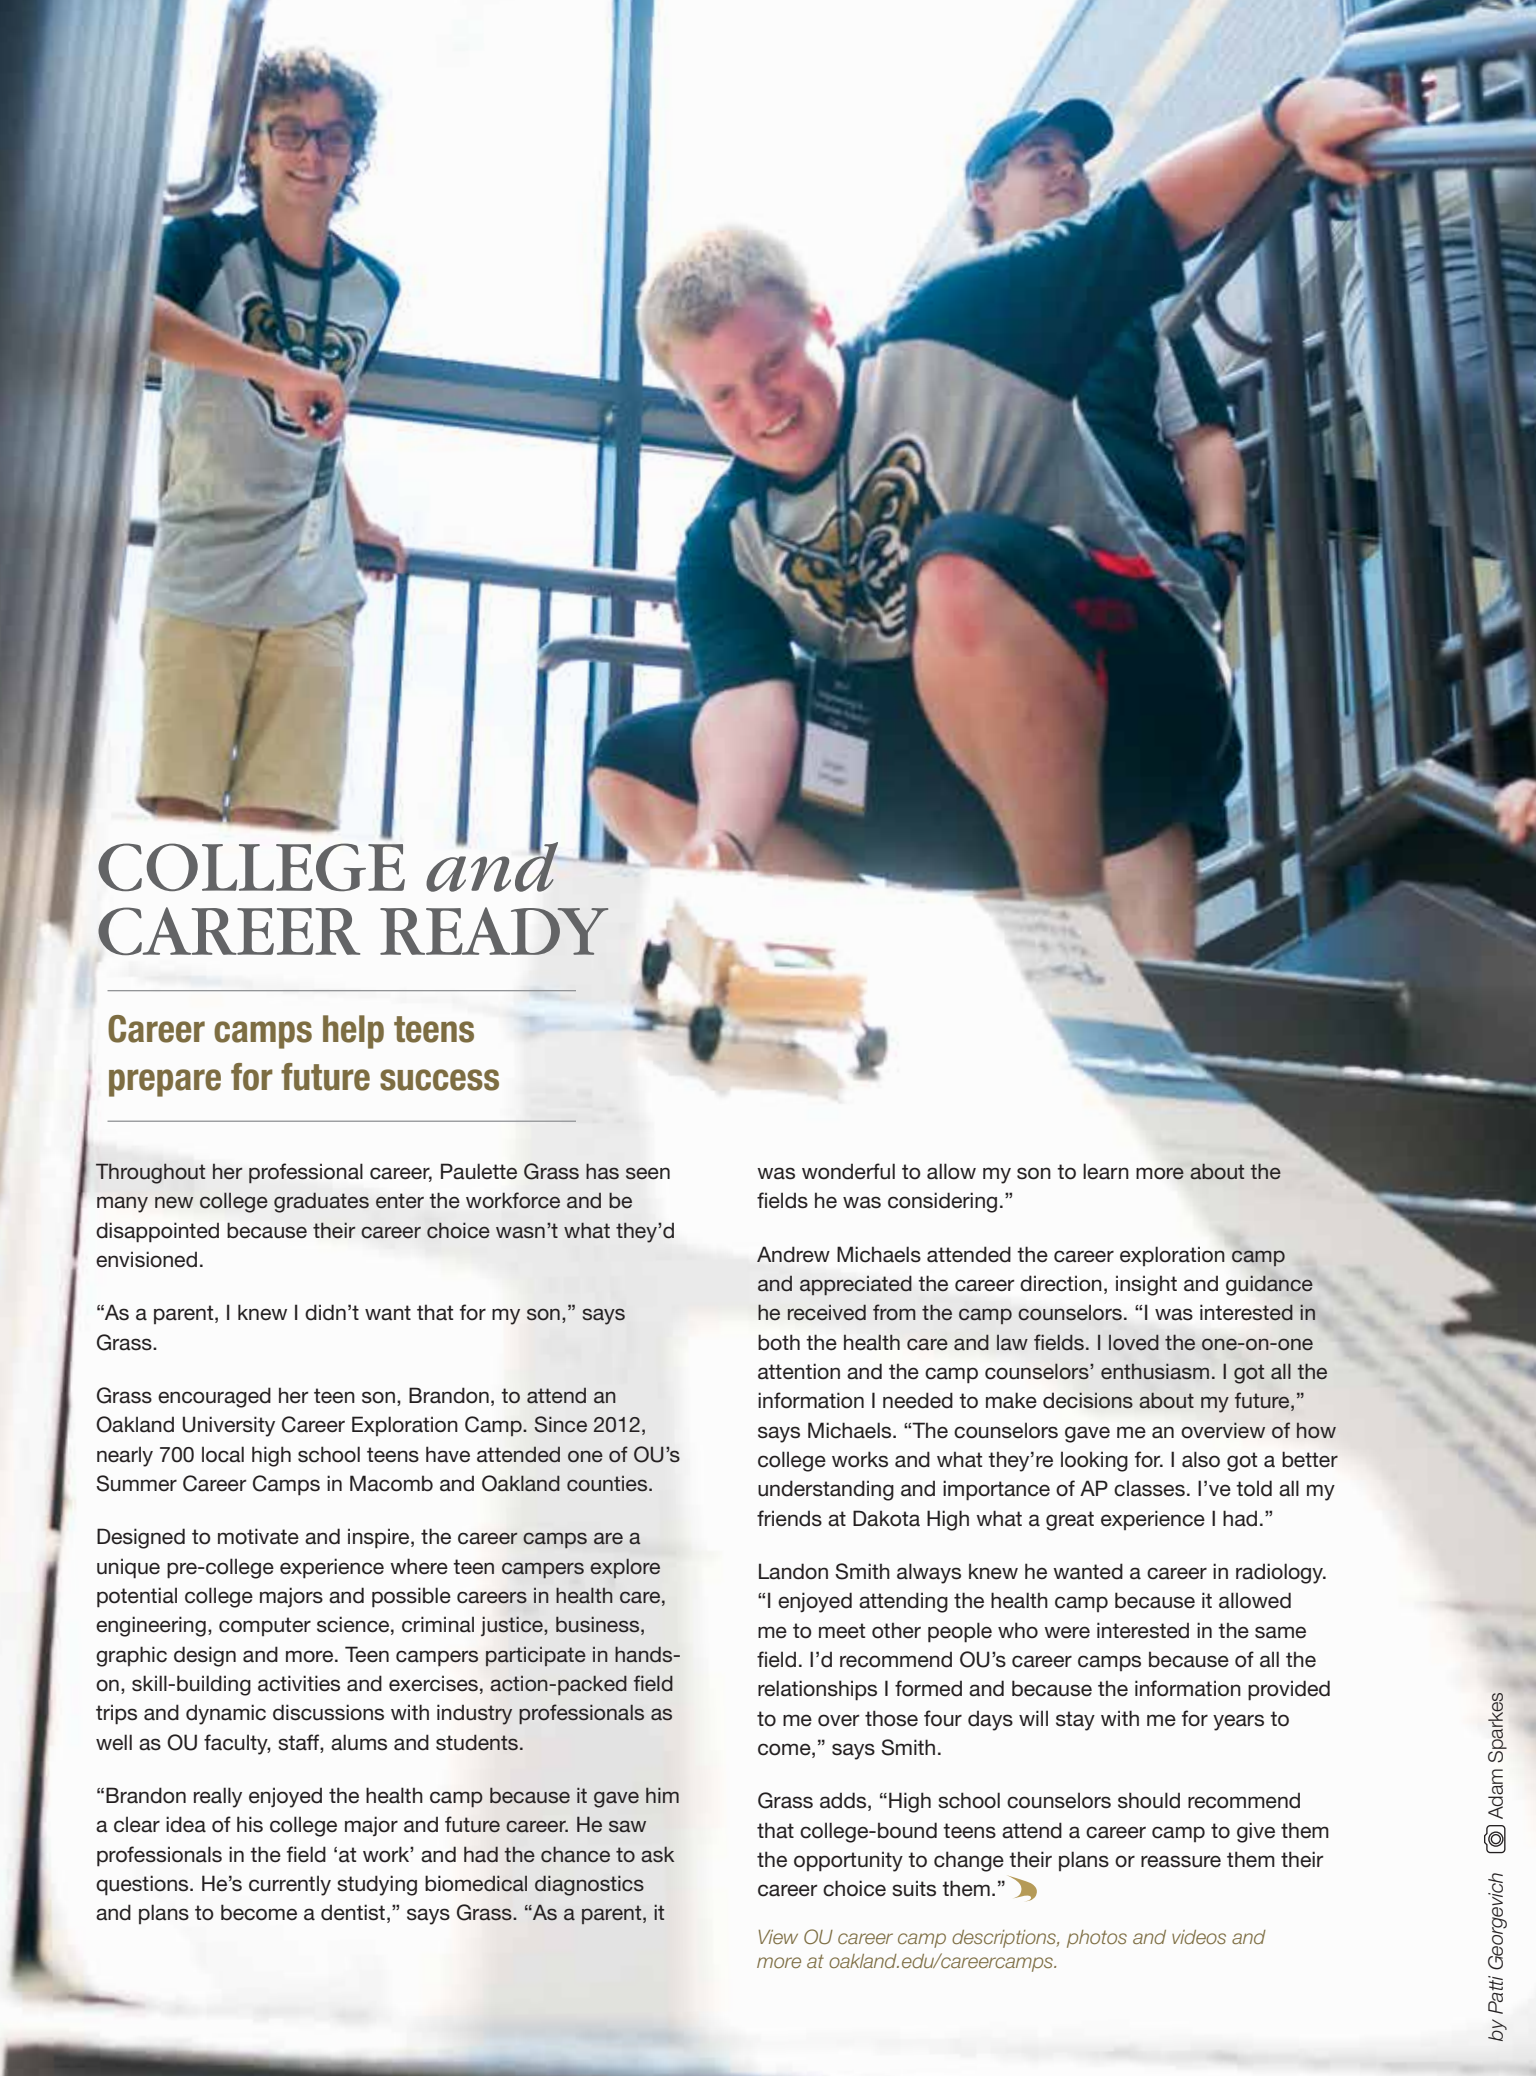 COLLEGE and
CAREER READY
Career camps help teens
prepare for future success
Throughout her professional career, Paulette Grass has seen
many new college graduates enter the workforce and be
disappointed because their career choice wasn’t what they’d
envisioned.
“As a parent, I knew I didn’t want that for my son,” says
Grass.
Grass encouraged her teen son, Brandon, to attend an
Oakland University Career Exploration Camp. Since 2012,
nearly 700 local high school teens have attended one of OU’s
Summer Career Camps in Macomb and Oakland counties.
Designed to motivate and inspire, the career camps are a
unique pre-college experience where teen campers explore
potential college majors and possible careers in health care,
engineering, computer science, criminal justice, business,
graphic design and more. Teen campers participate in hands-
on, skill-building activities and exercises, action-packed field
trips and dynamic discussions with industry professionals as
well as OU faculty, staff, alums and students.
“Brandon really enjoyed the health camp because it gave him
a clear idea of his college major and future career. He saw
professionals in the field ‘at work’ and had the chance to ask
questions. He’s currently studying biomedical diagnostics
and plans to become a dentist,” says Grass. “As a parent, it
was wonderful to allow my son to learn more about the
fields he was considering.”
Andrew Michaels attended the career exploration camp
and appreciated the career direction, insight and guidance
he received from the camp counselors. “I was interested in
both the health care and law fields. I loved the one-on-one
attention and the camp counselors’ enthusiasm. I got all the
information I needed to make decisions about my future,”
says Michaels. “The counselors gave me an overview of how
college works and what they’re looking for. I also got a better
understanding and importance of AP classes. I’ve told all my
friends at Dakota High what a great experience I had.”
Landon Smith always knew he wanted a career in radiology.
“I enjoyed attending the health camp because it allowed
me to meet other people who were interested in the same
field. I’d recommend OU’s career camps because of all the
relationships I formed and because the information provided
to me over those four days will stay with me for years to
come,” says Smith.
Grass adds, “High school counselors should recommend
that college-bound teens attend a career camp to give them
the opportunity to change their plans or reassure them their
career choice suits them.”
View OU career camp descriptions, photos and videos and
more at oakland.edu/careercamps.
by Patti Georgevich Adam Sparkes